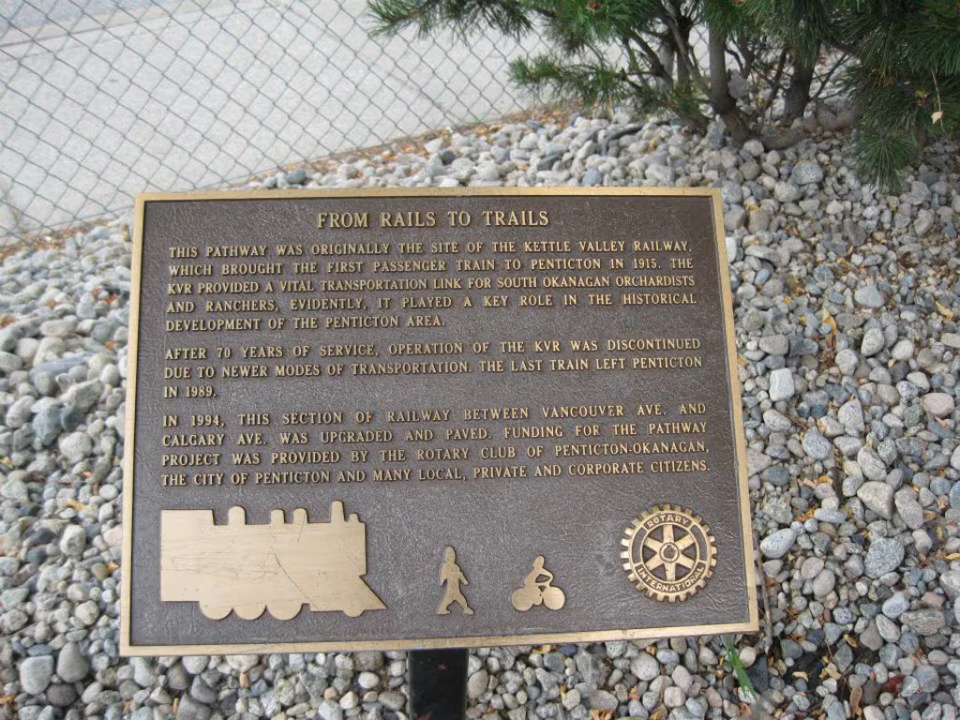 FROM RAILS TO TRAILS
THIS PATHWAY WAS ORIGINALLY THE SITE OF THE KETTLE VALLEY RAILWAY,
WHICH BROUGHT THE FIRST PASSENGER TRAIN TO PENTICTON IN 1915. THE
KVR PROVIDED A VITAL TRANSPORTATION LINK FOR SOUTH OKANAGAN ORCHARDISTS
AND RANCHERS, EVIDENTLY, IT PLAYED A KEY ROLE IN THE HISTORICAL
DEVELOPMENT OF THE PENTICTON AREA.
AFTER 70 YEARS OF SERVICE, OPERATION OF THE KVR WAS DISCONTINUED
DUE TO NEWER MODES OF TRANSPORTATION. THE LAST TRAIN LEFT PENTICTON
IN 1989.
IN 1994, THIS SECTION OF RAILWAY BETWEEN VANCOUVER AVE. AND
CALGARY AVE. WAS UPGRADED AND PAVED. FUNDING FOR THE PATHWAY
PROJECT WAS PROVIDED BY THE ROTARY CLUB OF PENTICTON-OKANAGAN,
THE CITY OF PENTICTON AND MANY LOCAL, PRIVATE AND CORPORATE CITIZENS.
ROTARY
INTERNATIONAL